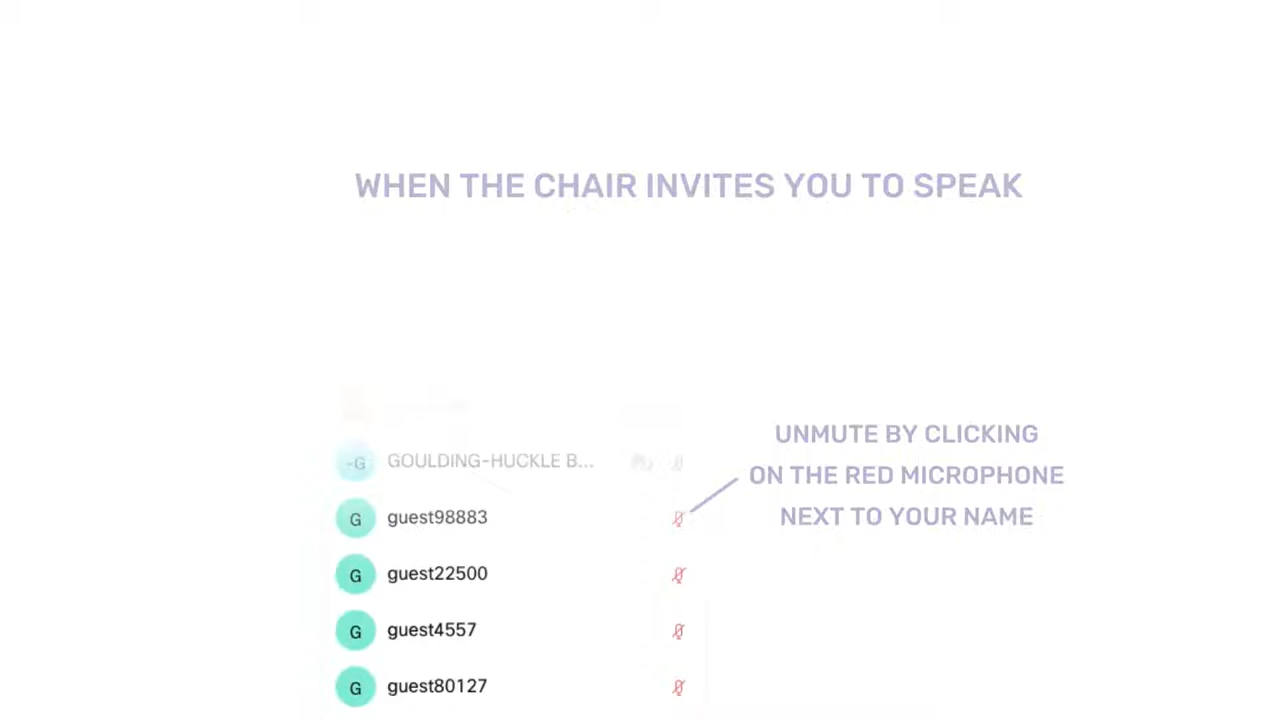 WHEN THE CHAIR INVITES YOU TO SPEAK
-G GOULDING-HUCKLE B...
UNMUTE BY CLICKING
ON THE RED MICROPHONE
NEXT TO YOUR NAME
G guest98883
G guest22500
G guest4557
G guest80127